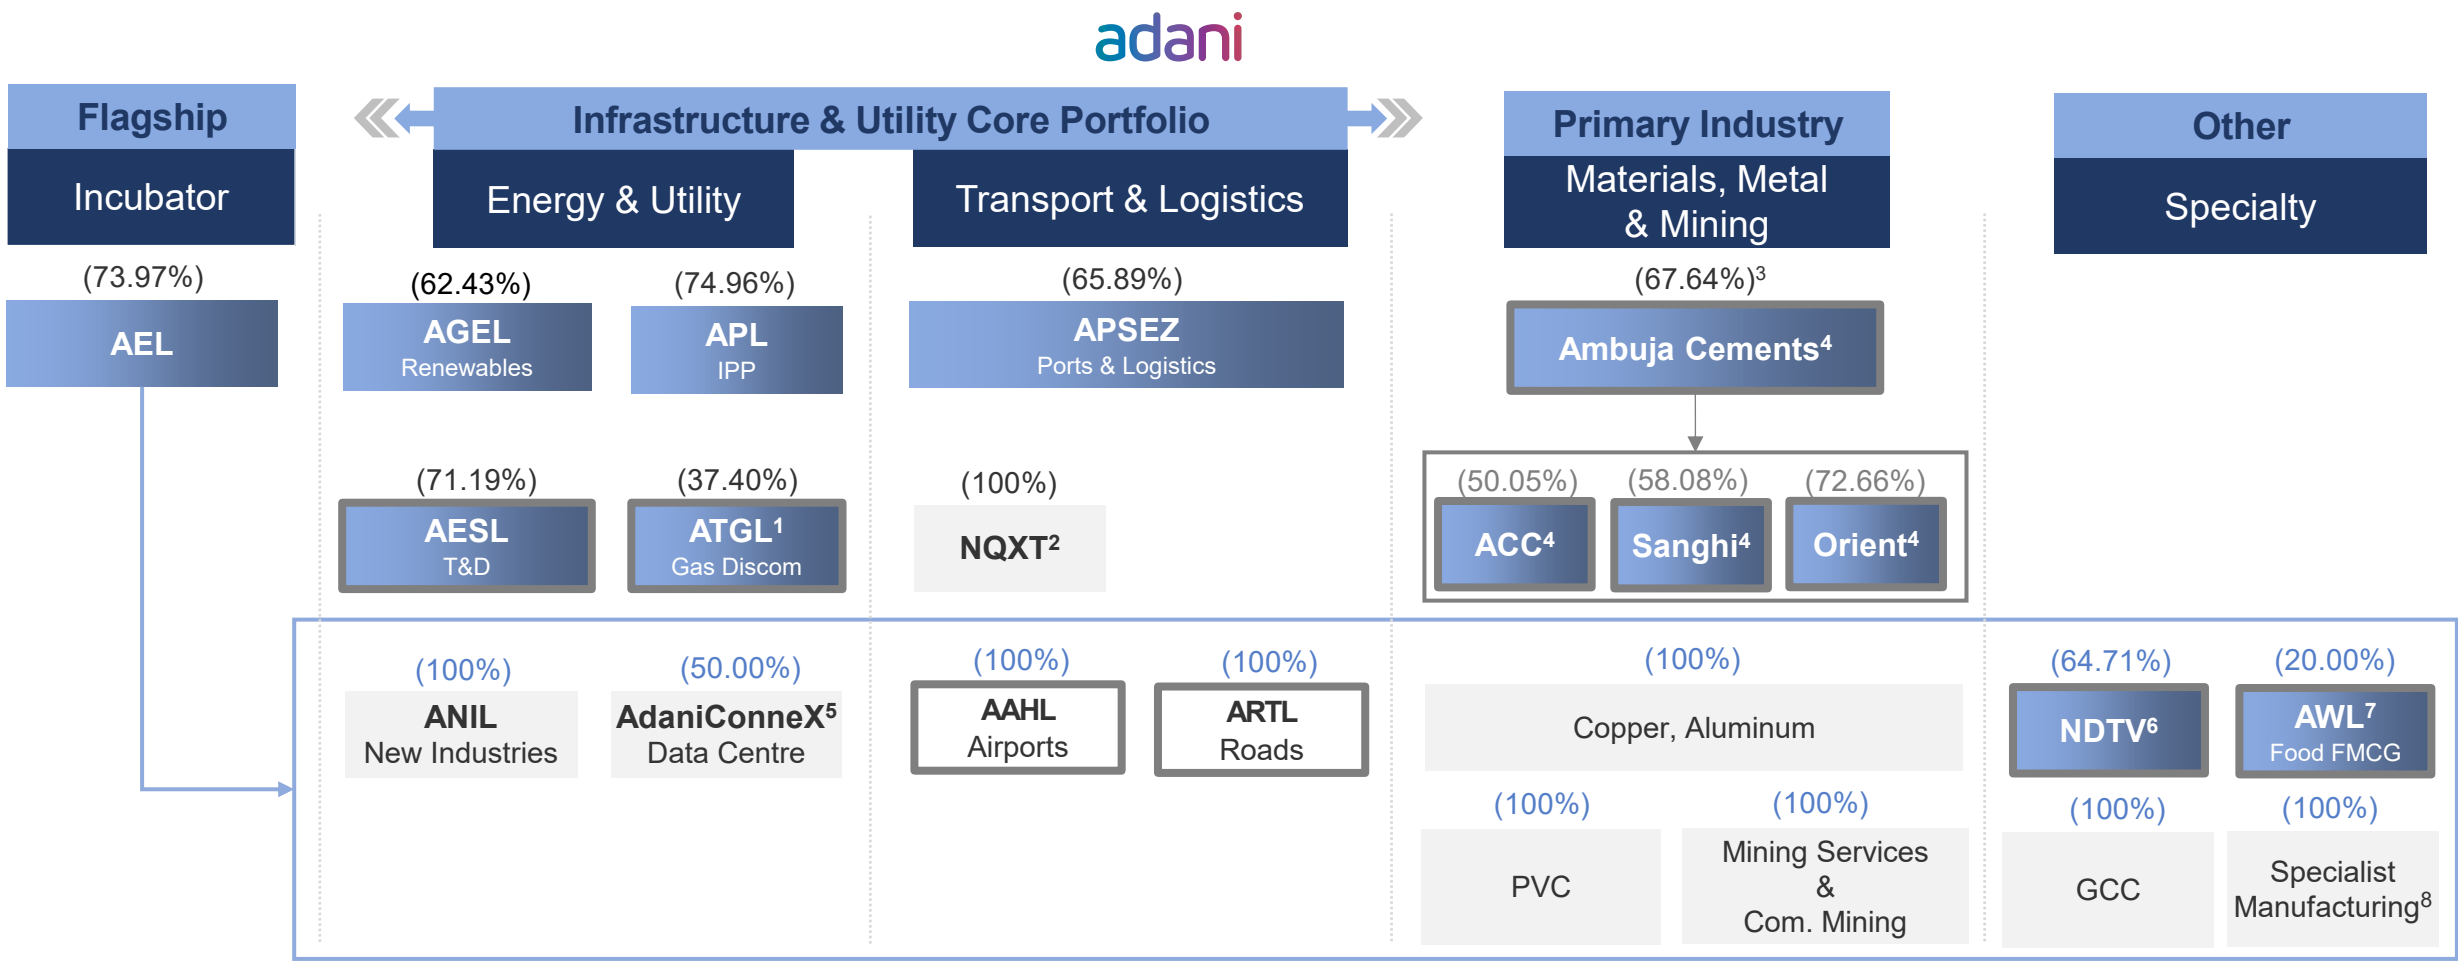 adani
Flagship
Infrastructure & Utility Core Portfolio
Primary Industry
Other
Incubator
Energy & Utility
Transport & Logistics
Materials, Metal
& Mining
Specialty
(73.97%)
AEL
(62.43%)
AGEL
Renewables
(74.96%)
APL
IPP
(65.89%)
APSEZ
Ports & Logistics
(67.64%)³
Ambuja Cements⁴
(71.19%)
AESL
T&D
(37.40%)
ATGL¹
Gas Discom
(100%)
NQXT²
(50.05%)
ACC⁴
(58.08%)
Sanghi⁴
(72.66%)
Orient⁴
(100%)
ANIL
New Industries
(50.00%)
AdaniConneX⁵
Data Centre
(100%)
AAHL
Airports
(100%)
ARTL
Roads
(100%)
Copper, Aluminum
(64.71%)
NDTV⁶
(20.00%)
AWL⁷
Food FMCG
(100%)
PVC
(100%)
Mining Services
&
Com. Mining
(100%)
GCC
(100%)
Specialist
Manufacturing⁸